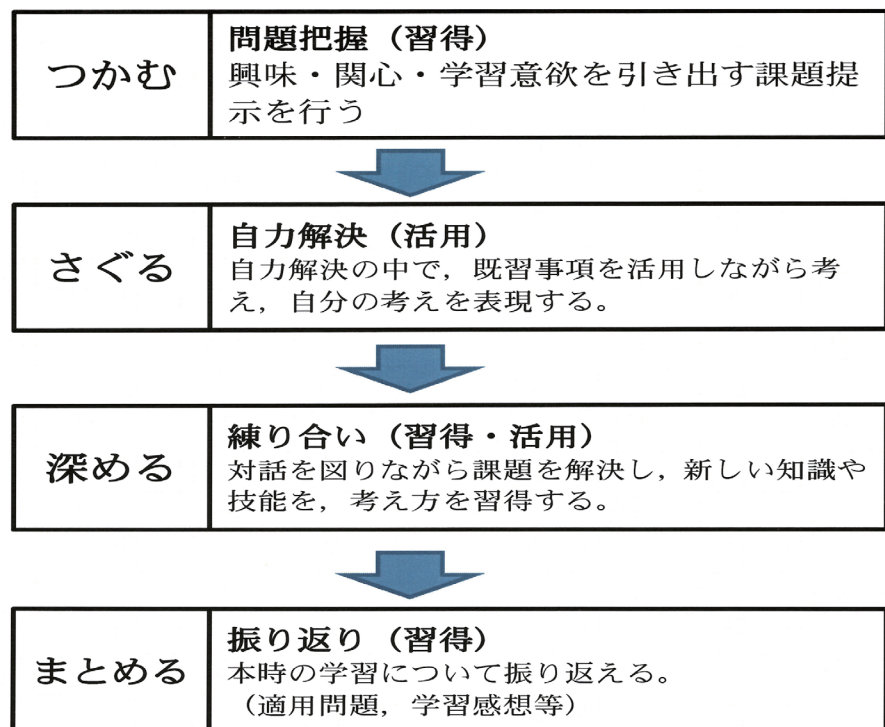 つかむ
問題把握（習得）
興味・関心・学習意欲を引き出す課題提
示を行う
さぐる
自力解決（活用）
自力解決の中で，既習事項を活用しながら考
え，自分の考えを表現する。
深める
練り合い（習得・活用）
対話を図りながら課題を解決し，新しい知識や
技能を，考え方を習得する。
まとめる
振り返り（習得）
本時の学習について振り返える。
（適用問題，学習感想等）